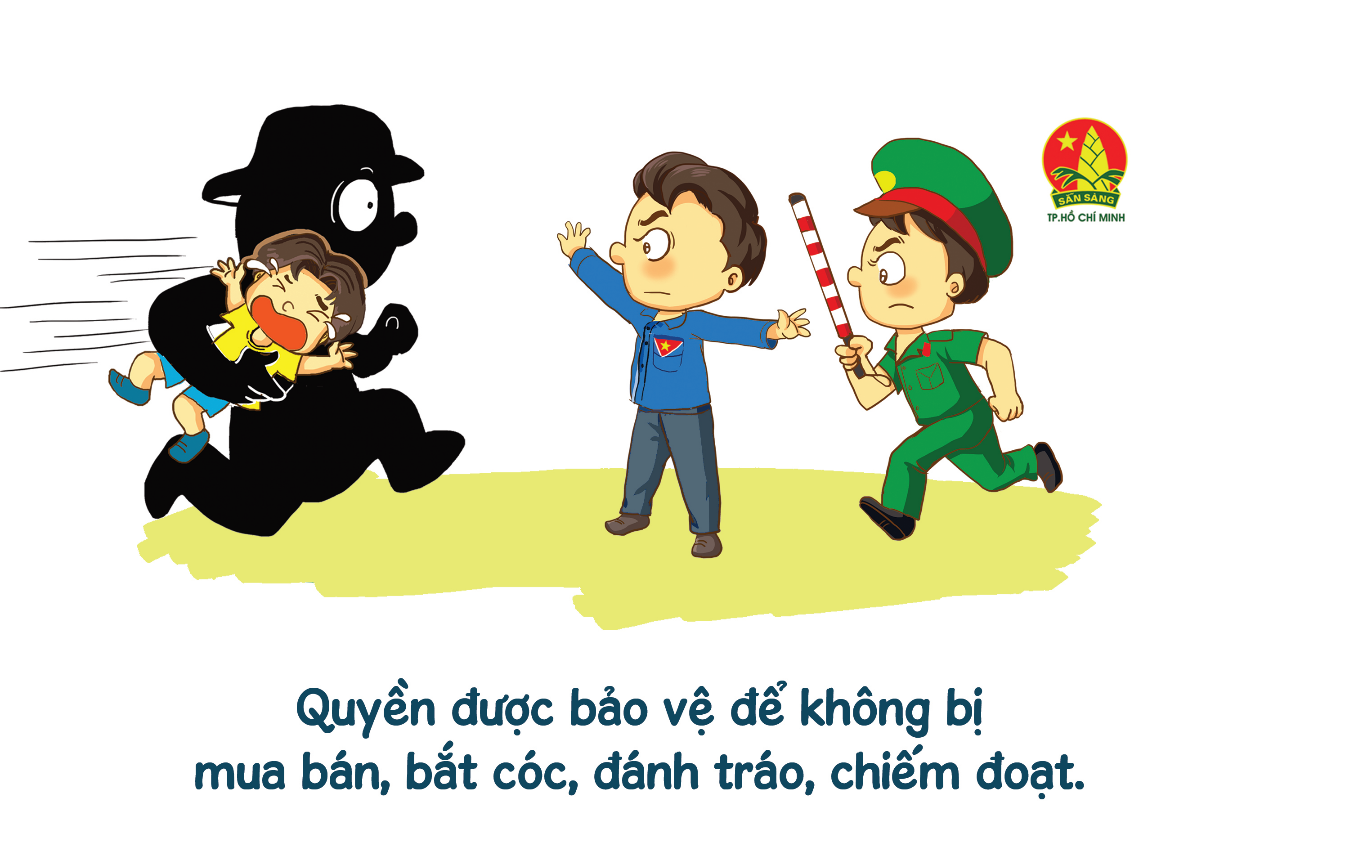 SẴN SÀNG
TP.HỒ CHÍ MINH
Quyền được bảo vệ để không bị
mua bán, bắt cóc, đánh tráo, chiếm đoạt.